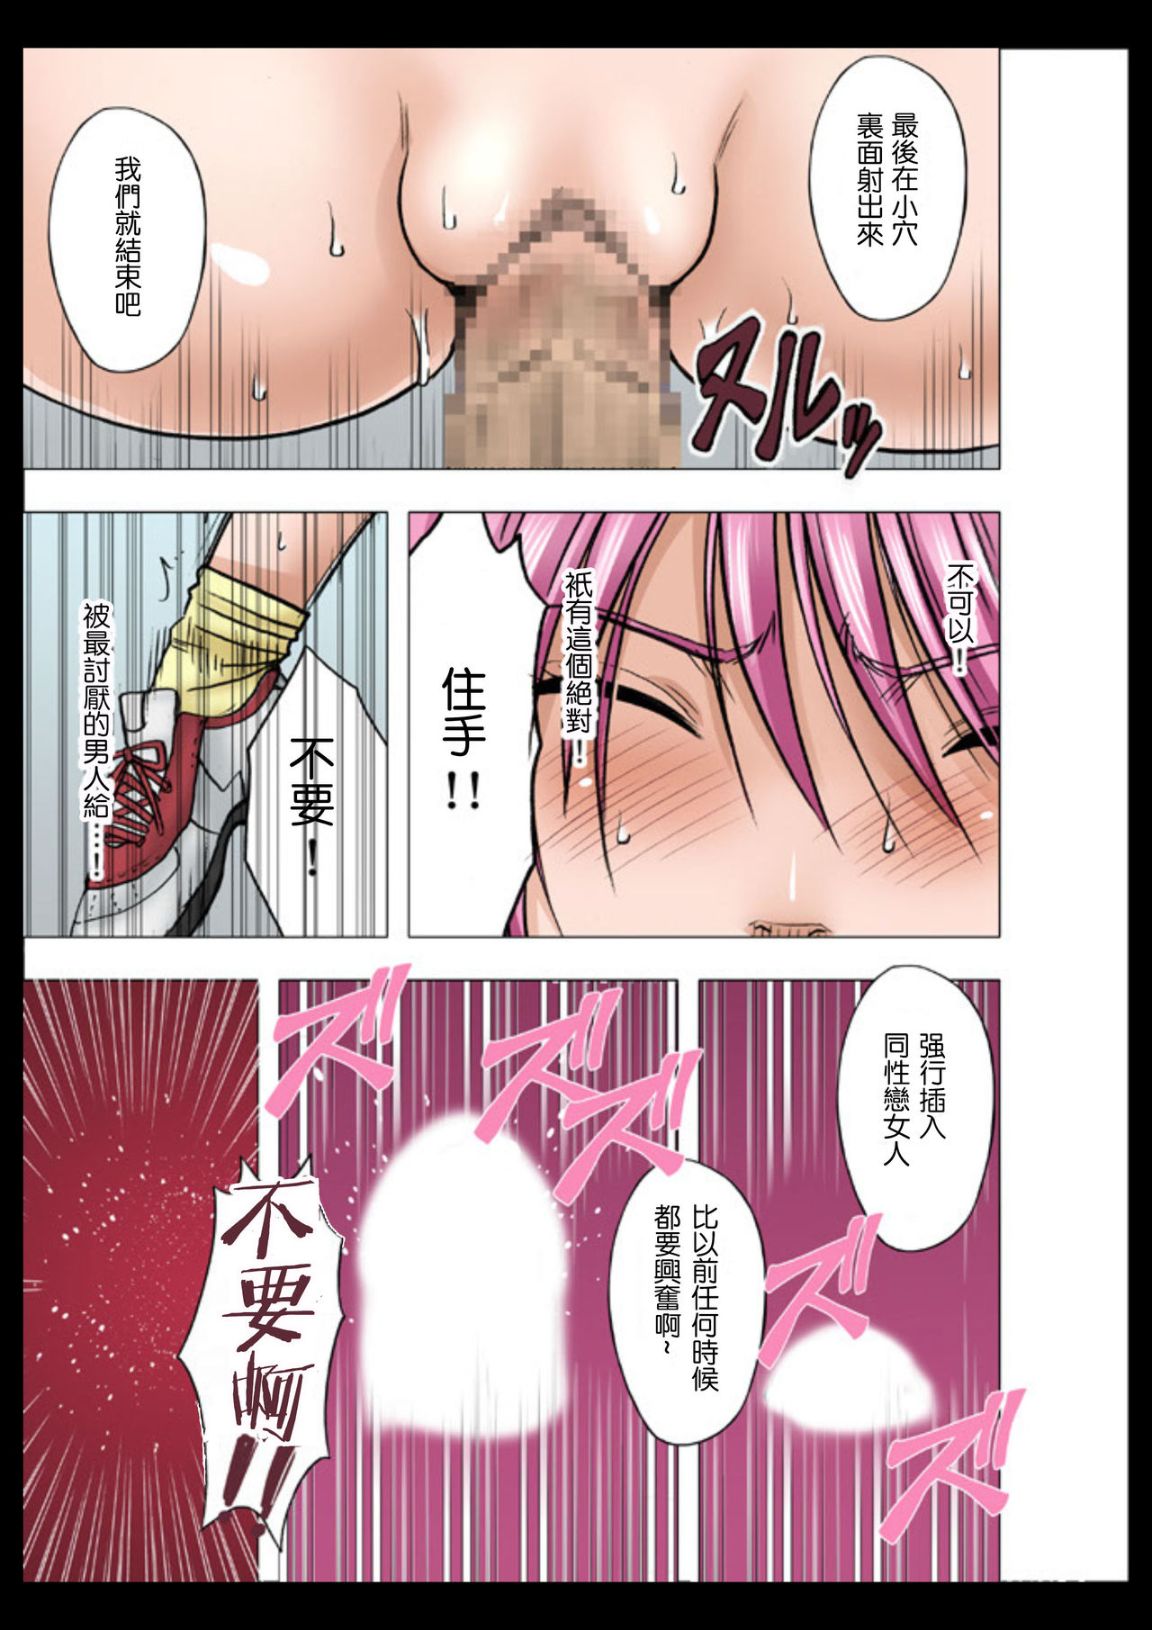 最後在小穴
裏面射出來
ヌルッ
我們就結束吧
不可以!
衹有這個絕對!
住手!!
不要!
被最討厭的男人給…!
强行插入
同性戀女人
ズ
ズ
比以前任何時候
都要興奮啊~
ズ
ズ
ズ
不要啊!!